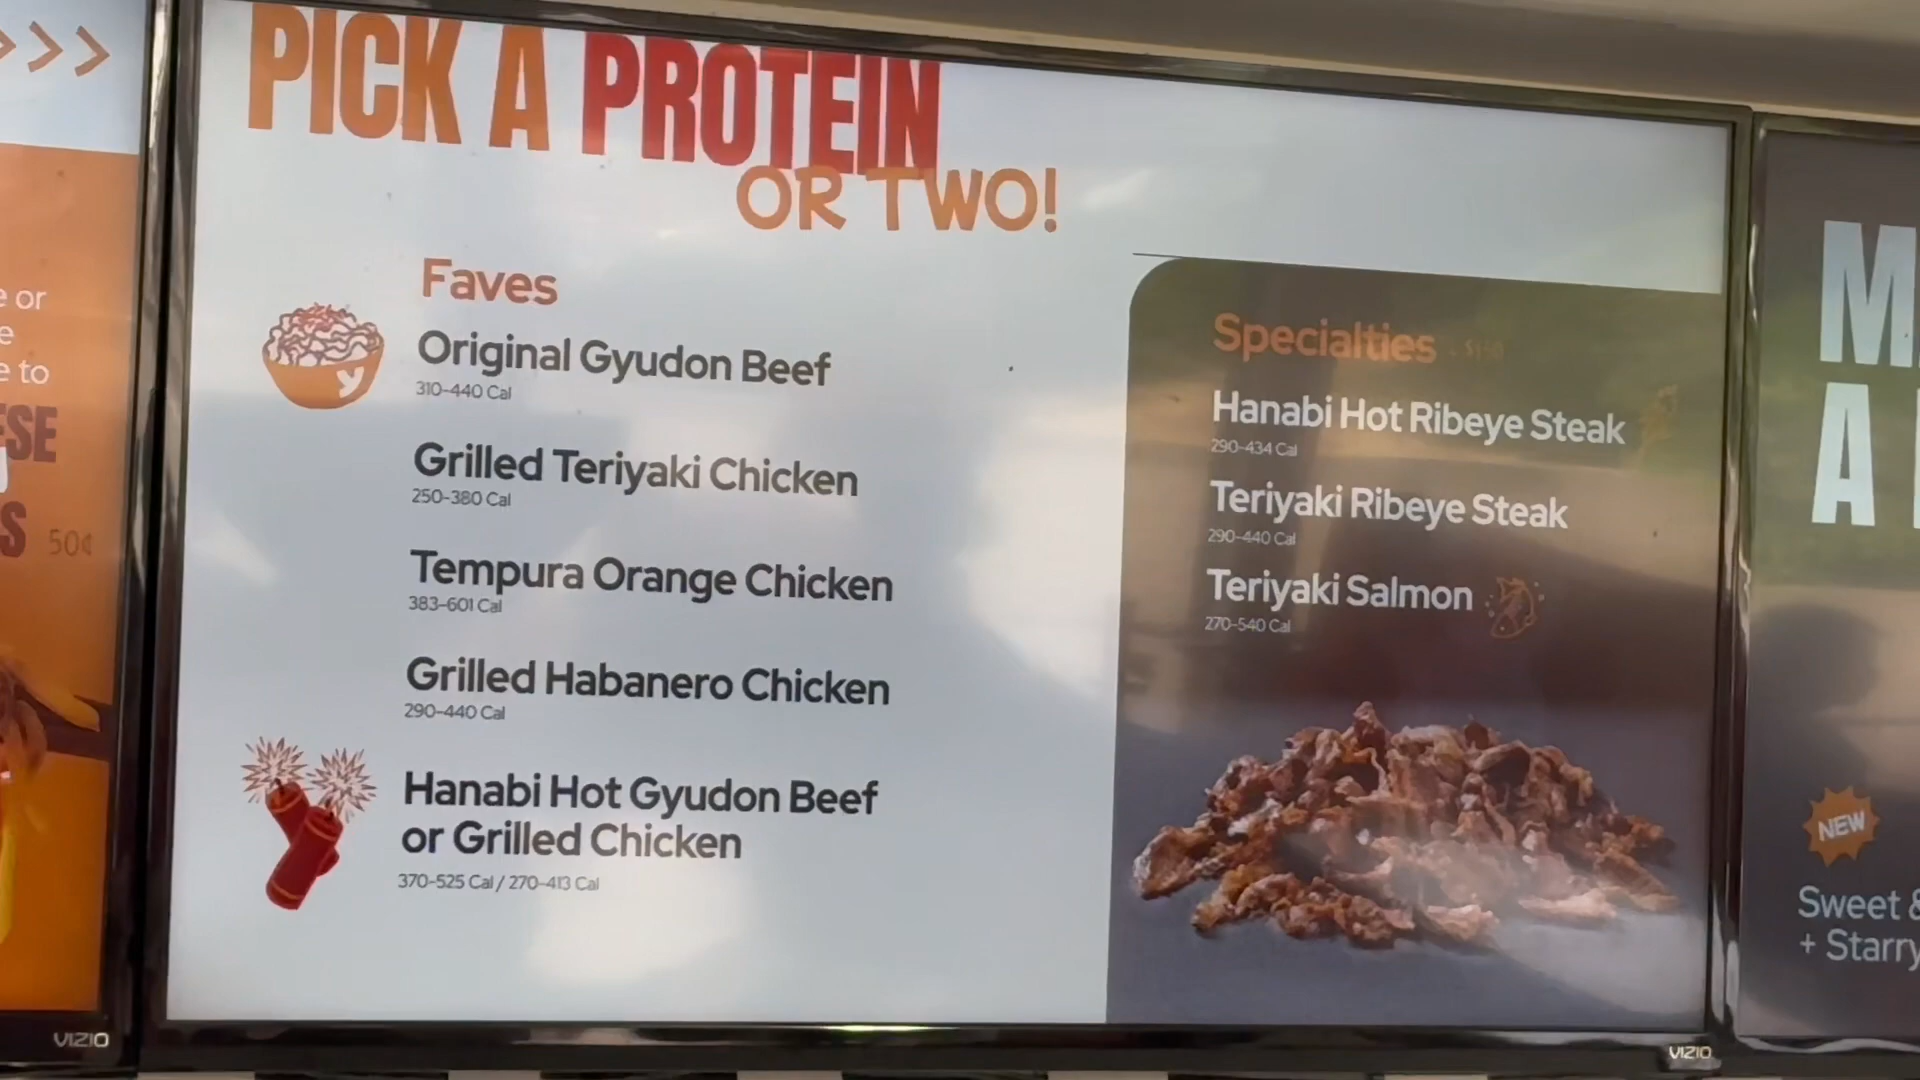 >>>
e or
e
e to
ESE
S 50¢
VIZIO
PICK A PROTEIN
OR TWO!
Faves
Original Gyudon Beef
310-440 Cal
Grilled Teriyaki Chicken
250-380 Cal
Tempura Orange Chicken
383-601 Cal
Grilled Habanero Chicken
290-440 Cal
Hanabi Hot Gyudon Beef
or Grilled Chicken
370-525 Cal / 270-413 Cal
y
Specialties
Hanabi Hot Ribeye Steak
290-434 Cal
Teriyaki Ribeye Steak
290-440 Cal
Teriyaki Salmon
270-540 Cal
VIZIO
M
A
NEW
Sweet &
+ Starry